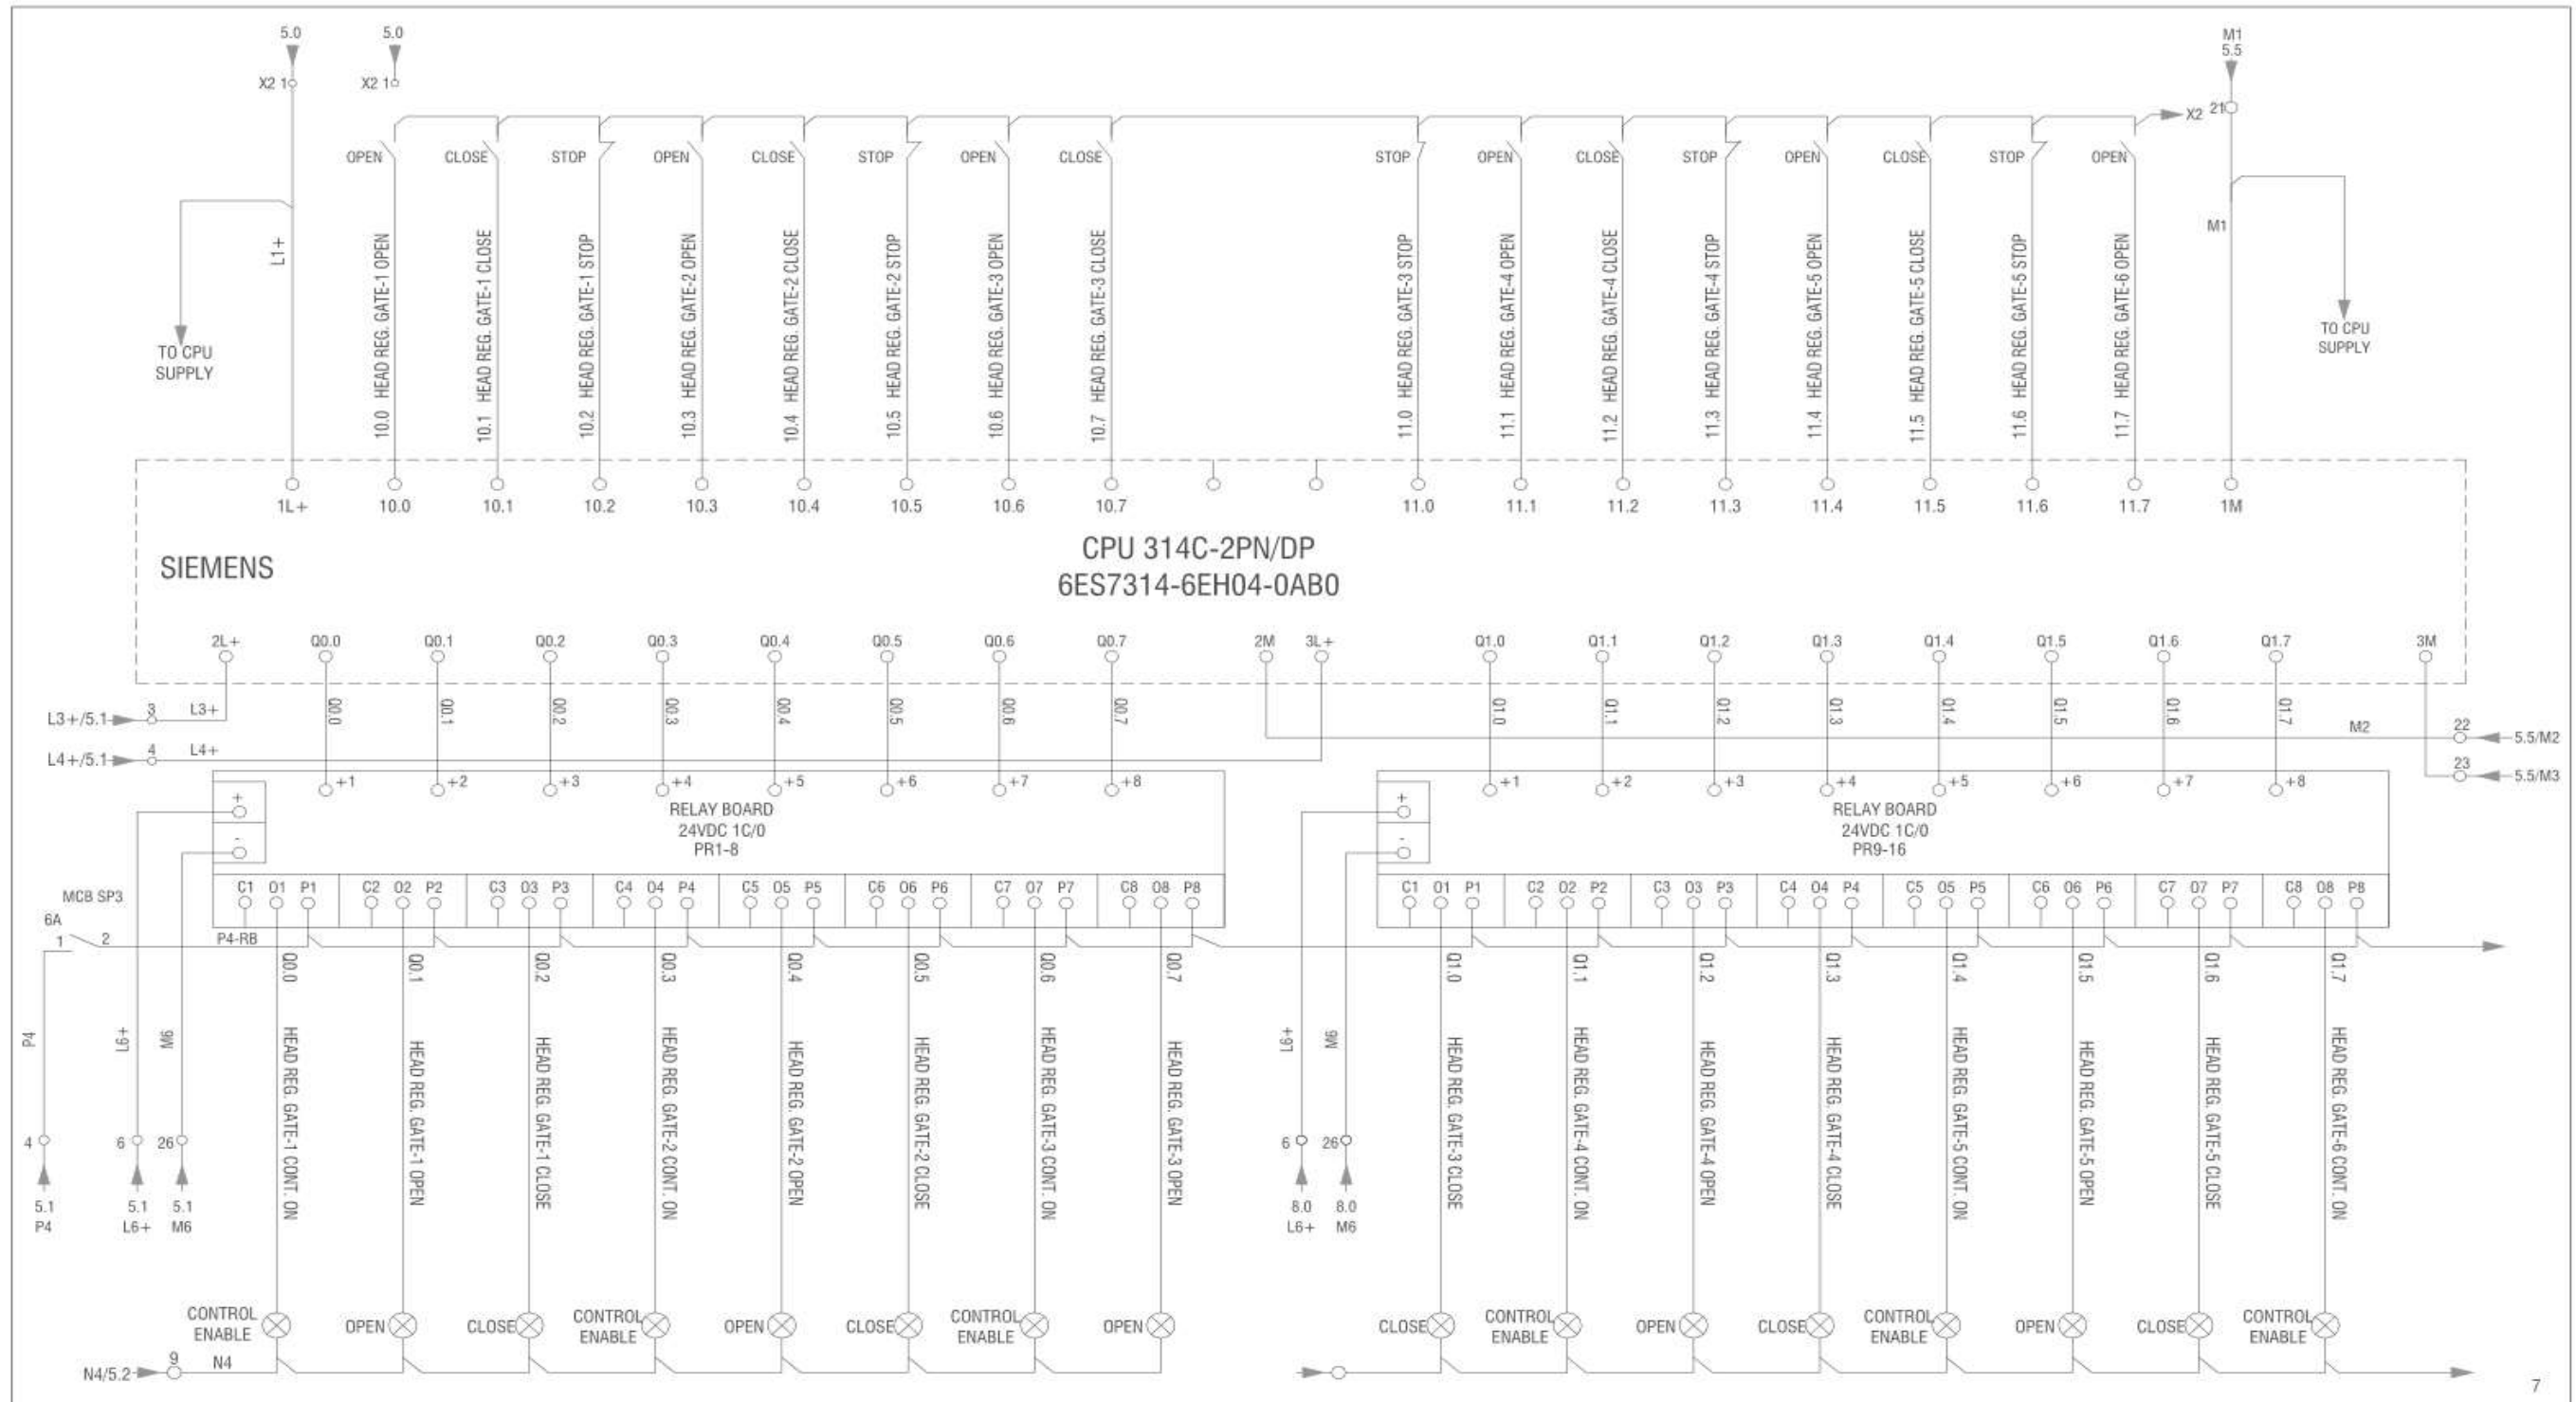 5.0
5.0
M1
5.5
X2 1
X2 1
X2 21
OPEN
CLOSE
STOP
OPEN
CLOSE
STOP
OPEN
CLOSE
STOP
OPEN
CLOSE
STOP
OPEN
CLOSE
STOP
OPEN
L1+
10.0 HEAD REG. GATE-1 OPEN
10.1 HEAD REG. GATE-1 CLOSE
10.2 HEAD REG. GATE-1 STOP
10.3 HEAD REG. GATE-2 OPEN
10.4 HEAD REG. GATE-2 CLOSE
10.5 HEAD REG. GATE-2 STOP
10.6 HEAD REG. GATE-3 OPEN
10.7 HEAD REG. GATE-3 CLOSE
11.0 HEAD REG. GATE-3 STOP
11.1 HEAD REG. GATE-4 OPEN
11.2 HEAD REG. GATE-4 CLOSE
11.3 HEAD REG. GATE-4 STOP
11.4 HEAD REG. GATE-5 OPEN
11.5 HEAD REG. GATE-5 CLOSE
11.6 HEAD REG. GATE-5 STOP
11.7 HEAD REG. GATE-6 OPEN
M1
TO CPU
SUPPLY
TO CPU
SUPPLY
1L+ 10.0 10.1 10.2 10.3 10.4 10.5 10.6 10.7 11.0 11.1 11.2 11.3 11.4 11.5 11.6 11.7 1M
SIEMENS
CPU 314C-2PN/DP
6ES7314-6EH04-0AB0
2L+ Q0.0 Q0.1 Q0.2 Q0.3 Q0.4 Q0.5 Q0.6 Q0.7 2M 3L+ Q1.0 Q1.1 Q1.2 Q1.3 Q1.4 Q1.5 Q1.6 Q1.7 3M
Q0.0
Q0.1
Q0.2
Q0.3
Q0.4
Q0.5
Q0.6
Q0.7
Q1.0
Q1.1
Q1.2
Q1.3
Q1.4
Q1.5
Q1.6
Q1.7
L3+/5.1 3 L3+
L4+/5.1 4 L4+
M2 22 5.5/M2
23 5.5/M3
+1 +2 +3 +4 +5 +6 +7 +8
+
-
RELAY BOARD
24VDC 1C/0
PR1-8
C1 O1 P1 C2 O2 P2 C3 O3 P3 C4 O4 P4 C5 O5 P5 C6 O6 P6 C7 O7 P7 C8 O8 P8
+1 +2 +3 +4 +5 +6 +7 +8
+
-
RELAY BOARD
24VDC 1C/0
PR9-16
C1 O1 P1 C2 O2 P2 C3 O3 P3 C4 O4 P4 C5 O5 P5 C6 O6 P6 C7 O7 P7 C8 O8 P8
MCB SP3
6A
1 2
P4-RB
P4
L6+
M6
Q0.0 HEAD REG. GATE-1 CONT. ON
Q0.1 HEAD REG. GATE-1 OPEN
Q0.2 HEAD REG. GATE-1 CLOSE
Q0.3 HEAD REG. GATE-2 CONT. ON
Q0.4 HEAD REG. GATE-2 OPEN
Q0.5 HEAD REG. GATE-2 CLOSE
Q0.6 HEAD REG. GATE-3 CONT. ON
Q0.7 HEAD REG. GATE-3 OPEN
L6+
M6
Q1.0 HEAD REG. GATE-3 CLOSE
Q1.1 HEAD REG. GATE-4 CONT. ON
Q1.2 HEAD REG. GATE-4 OPEN
Q1.3 HEAD REG. GATE-4 CLOSE
Q1.4 HEAD REG. GATE-5 CONT. ON
Q1.5 HEAD REG. GATE-5 OPEN
Q1.6 HEAD REG. GATE-5 CLOSE
Q1.7 HEAD REG. GATE-6 CONT. ON
4
6
26
5.1
P4
5.1
L6+
5.1
M6
6
26
8.0
L6+
8.0
M6
CONTROL
ENABLE
OPEN
CLOSE
CONTROL
ENABLE
OPEN
CLOSE
CONTROL
ENABLE
OPEN
CLOSE
CONTROL
ENABLE
OPEN
CLOSE
CONTROL
ENABLE
OPEN
CLOSE
CONTROL
ENABLE
N4/5.2 9 N4
7